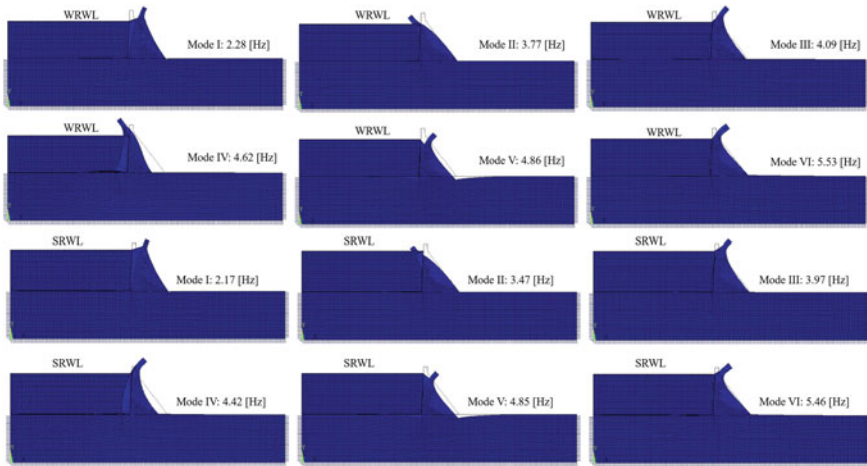 WRWL
Mode I: 2.28 [Hz]
WRWL
Mode II: 3.77 [Hz]
WRWL
Mode III: 4.09 [Hz]
WRWL
Mode IV: 4.62 [Hz]
WRWL
Mode V: 4.86 [Hz]
WRWL
Mode VI: 5.53 [Hz]
SRWL
Mode I: 2.17 [Hz]
SRWL
Mode II: 3.47 [Hz]
SRWL
Mode III: 3.97 [Hz]
SRWL
Mode IV: 4.42 [Hz]
SRWL
Mode V: 4.85 [Hz]
SRWL
Mode VI: 5.46 [Hz]